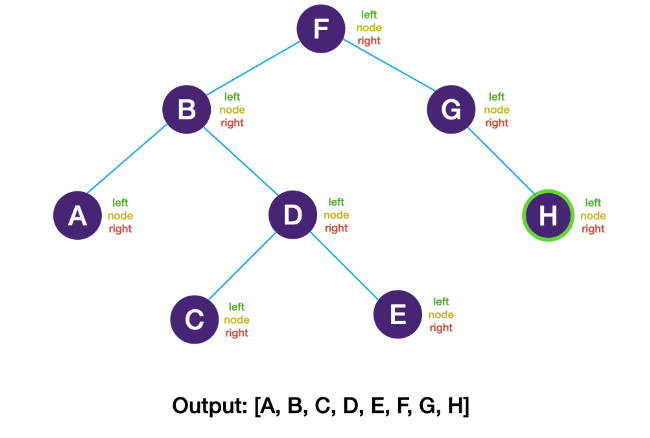 F
left
node
right
B
left
node
right
G
left
node
right
A
left
node
right
D
left
node
right
H
left
node
right
C
left
node
right
E
left
node
right
Output: [A, B, C, D, E, F, G, H]